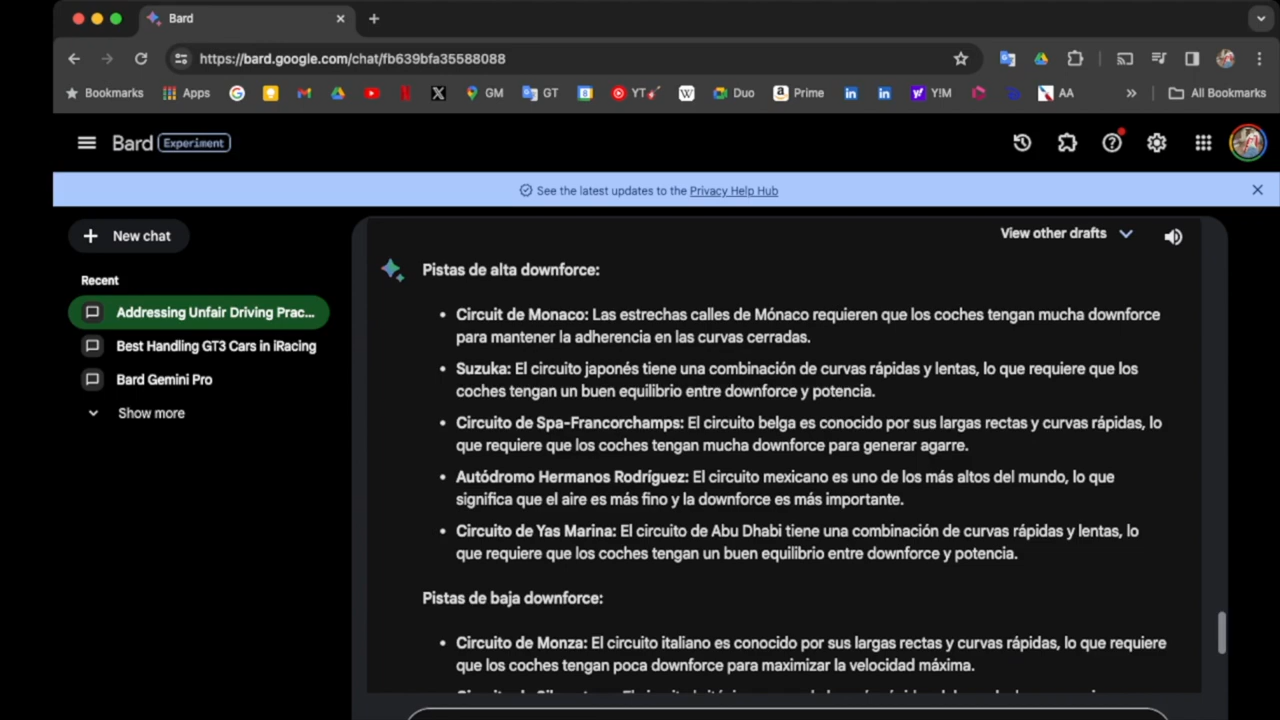 Bard
https://bard.google.com/chat/fb639bfa35588088
Bookmarks Apps GM GT YT Duo Prime Y!M AA » All Bookmarks
Bard Experiment
See the latest updates to the Privacy Help Hub
New chat
Recent
Addressing Unfair Driving Prac...
Best Handling GT3 Cars in iRacing
Bard Gemini Pro
Show more
View other drafts
Pistas de alta downforce:
• Circuit de Monaco: Las estrechas calles de Mónaco requieren que los coches tengan mucha downforce
para mantener la adherencia en las curvas cerradas.
• Suzuka: El circuito japonés tiene una combinación de curvas rápidas y lentas, lo que requiere que los
coches tengan un buen equilibrio entre downforce y potencia.
• Circuito de Spa-Francorchamps: El circuito belga es conocido por sus largas rectas y curvas rápidas, lo
que requiere que los coches tengan mucha downforce para generar agarre.
• Autódromo Hermanos Rodríguez: El circuito mexicano es uno de los más altos del mundo, lo que
significa que el aire es más fino y la downforce es más importante.
• Circuito de Yas Marina: El circuito de Abu Dhabi tiene una combinación de curvas rápidas y lentas, lo
que requiere que los coches tengan un buen equilibrio entre downforce y potencia.
Pistas de baja downforce:
• Circuito de Monza: El circuito italiano es conocido por sus largas rectas y curvas rápidas, lo que requiere
que los coches tengan poca downforce para maximizar la velocidad máxima.